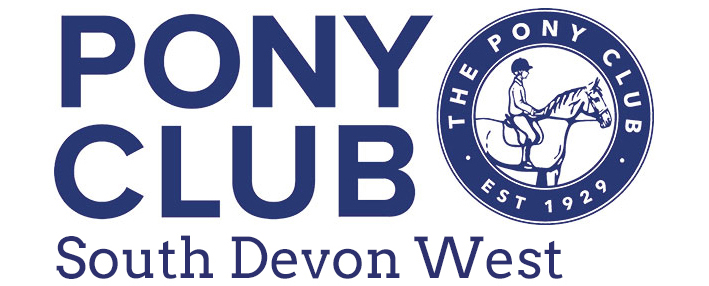 PONY
CLUB
South Devon West
THE PONY CLUB
· EST 1929 ·